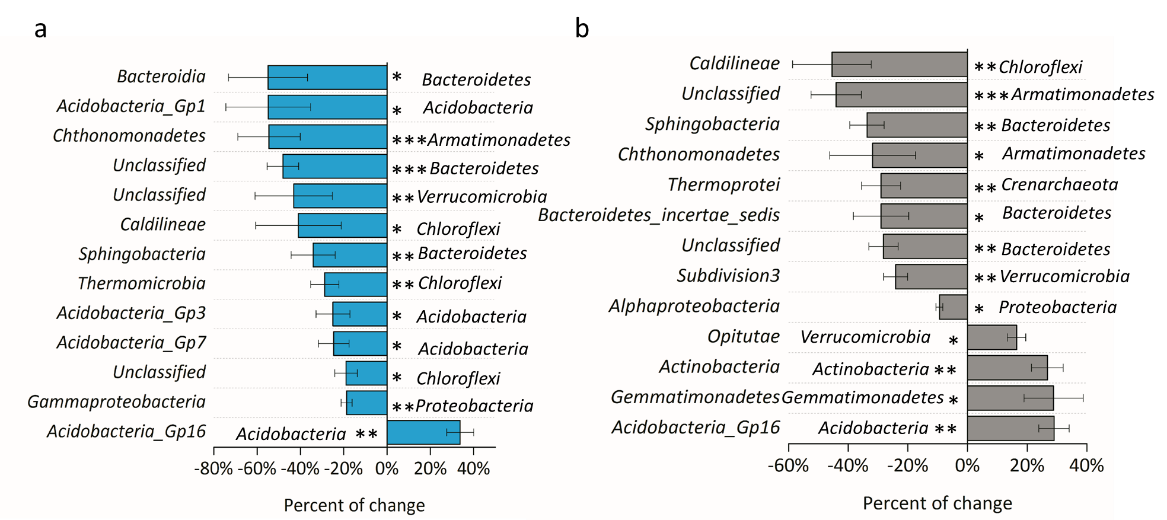 a
Bacteroidia * Bacteroidetes
Acidobacteria_Gp1 * Acidobacteria
Chthonomonadetes ***Armatimonadetes
Unclassified ***Bacteroidetes
Unclassified **Verrucomicrobia
Caldilineae * Chloroflexi
Sphingobacteria **Bacteroidetes
Thermomicrobia **Chloroflexi
Acidobacteria_Gp3 * Acidobacteria
Acidobacteria_Gp7 * Acidobacteria
Unclassified * Chloroflexi
Gammaproteobacteria **Proteobacteria
Acidobacteria_Gp16 Acidobacteria **
-80% -60% -40% -20% 0% 20% 40%
Percent of change
b
Caldilineae **Chloroflexi
Unclassified ***Armatimonadetes
Sphingobacteria **Bacteroidetes
Chthonomonadetes * Armatimonadetes
Thermoprotei **Crenarchaeota
Bacteroidetes_incertae_sedis * Bacteroidetes
Unclassified **Bacteroidetes
Subdivision3 **Verrucomicrobia
Alphaproteobacteria * Proteobacteria
Opitutae Verrucomicrobia *
Actinobacteria Actinobacteria **
Gemmatimonadetes Gemmatimonadetes *
Acidobacteria_Gp16 Acidobacteria **
-60% -40% -20% 0% 20% 40%
Percent of change